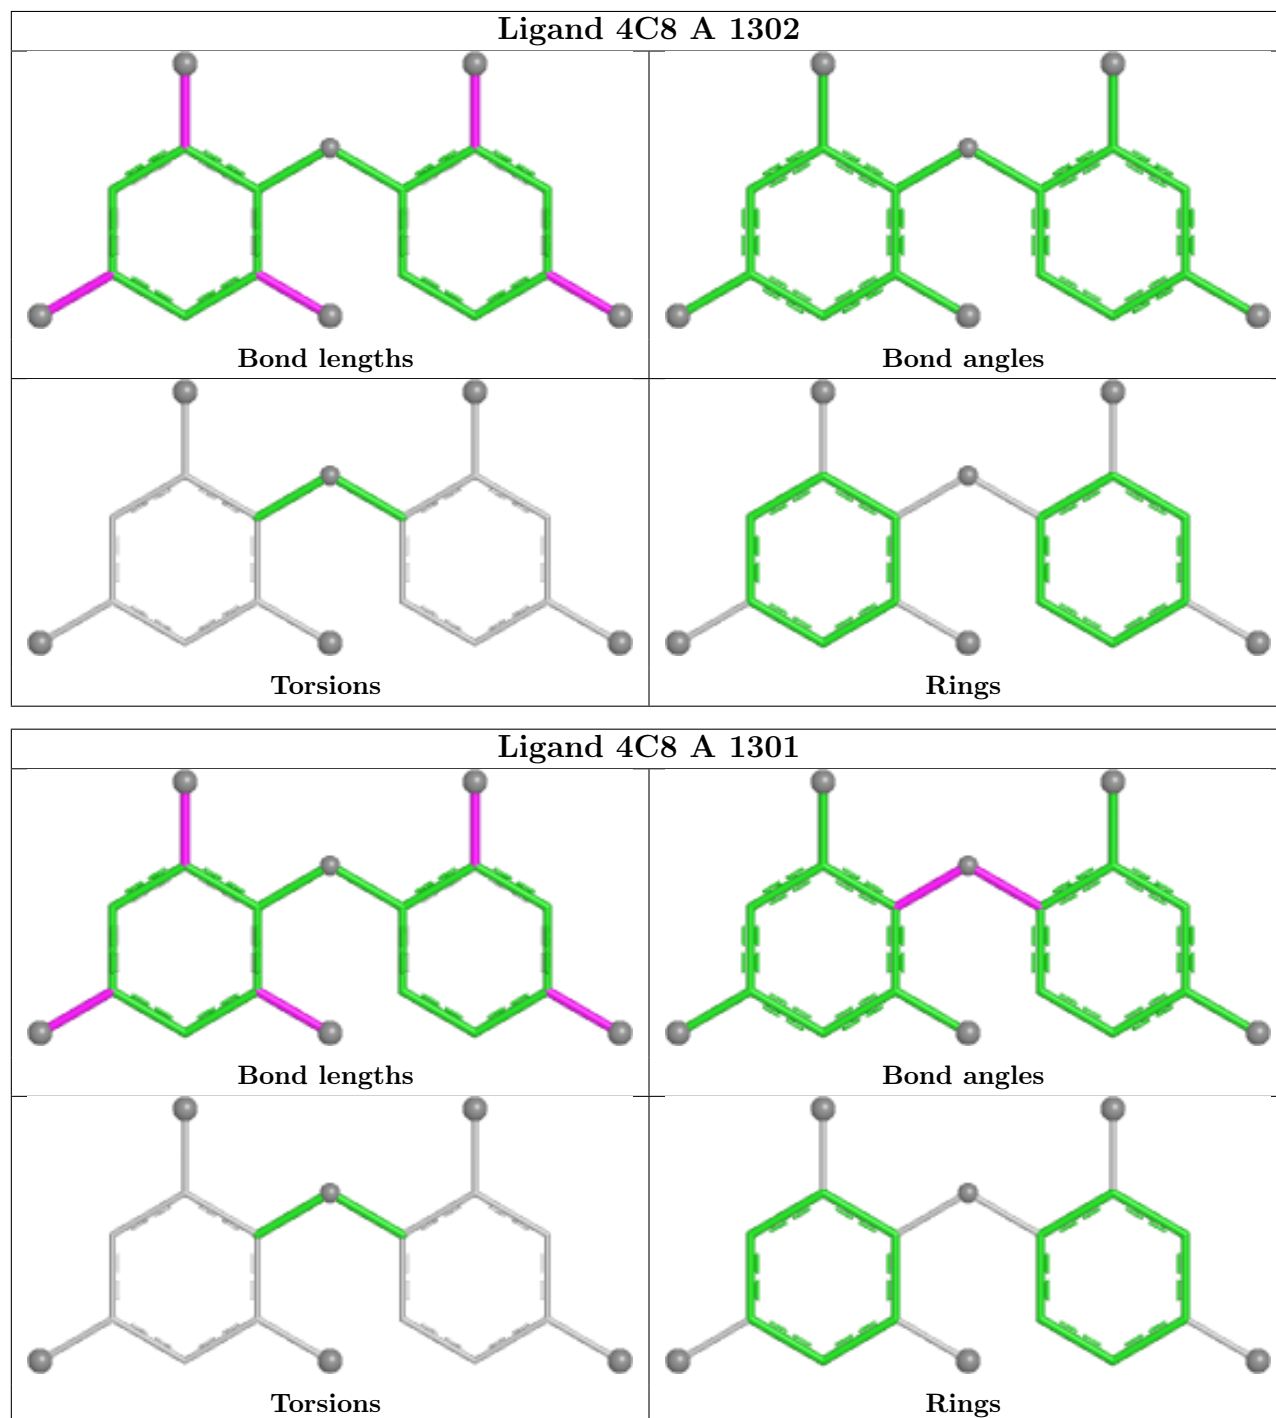 Ligand 4C8 A 1302
Bond lengths
Bond angles
Torsions
Rings
Ligand 4C8 A 1301
Bond lengths
Bond angles
Torsions
Rings